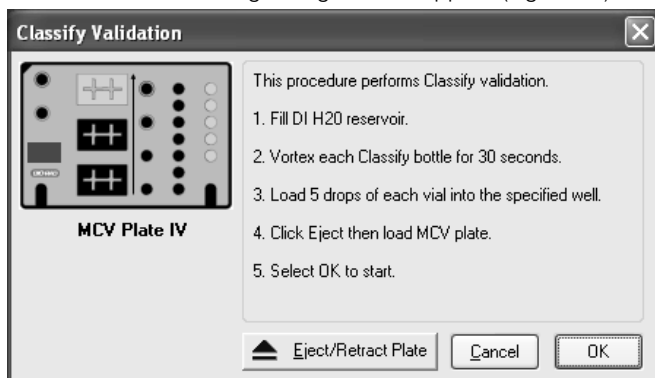 Classify Validation
This procedure performs Classify validation.
1. Fill DI H20 reservoir.
2. Vortex each Classify bottle for 30 seconds.
3. Load 5 drops of each vial into the specified well.
4. Click Eject then load MCV plate.
5. Select OK to start.
MCV Plate IV
Eject/Retract Plate
Cancel
OK